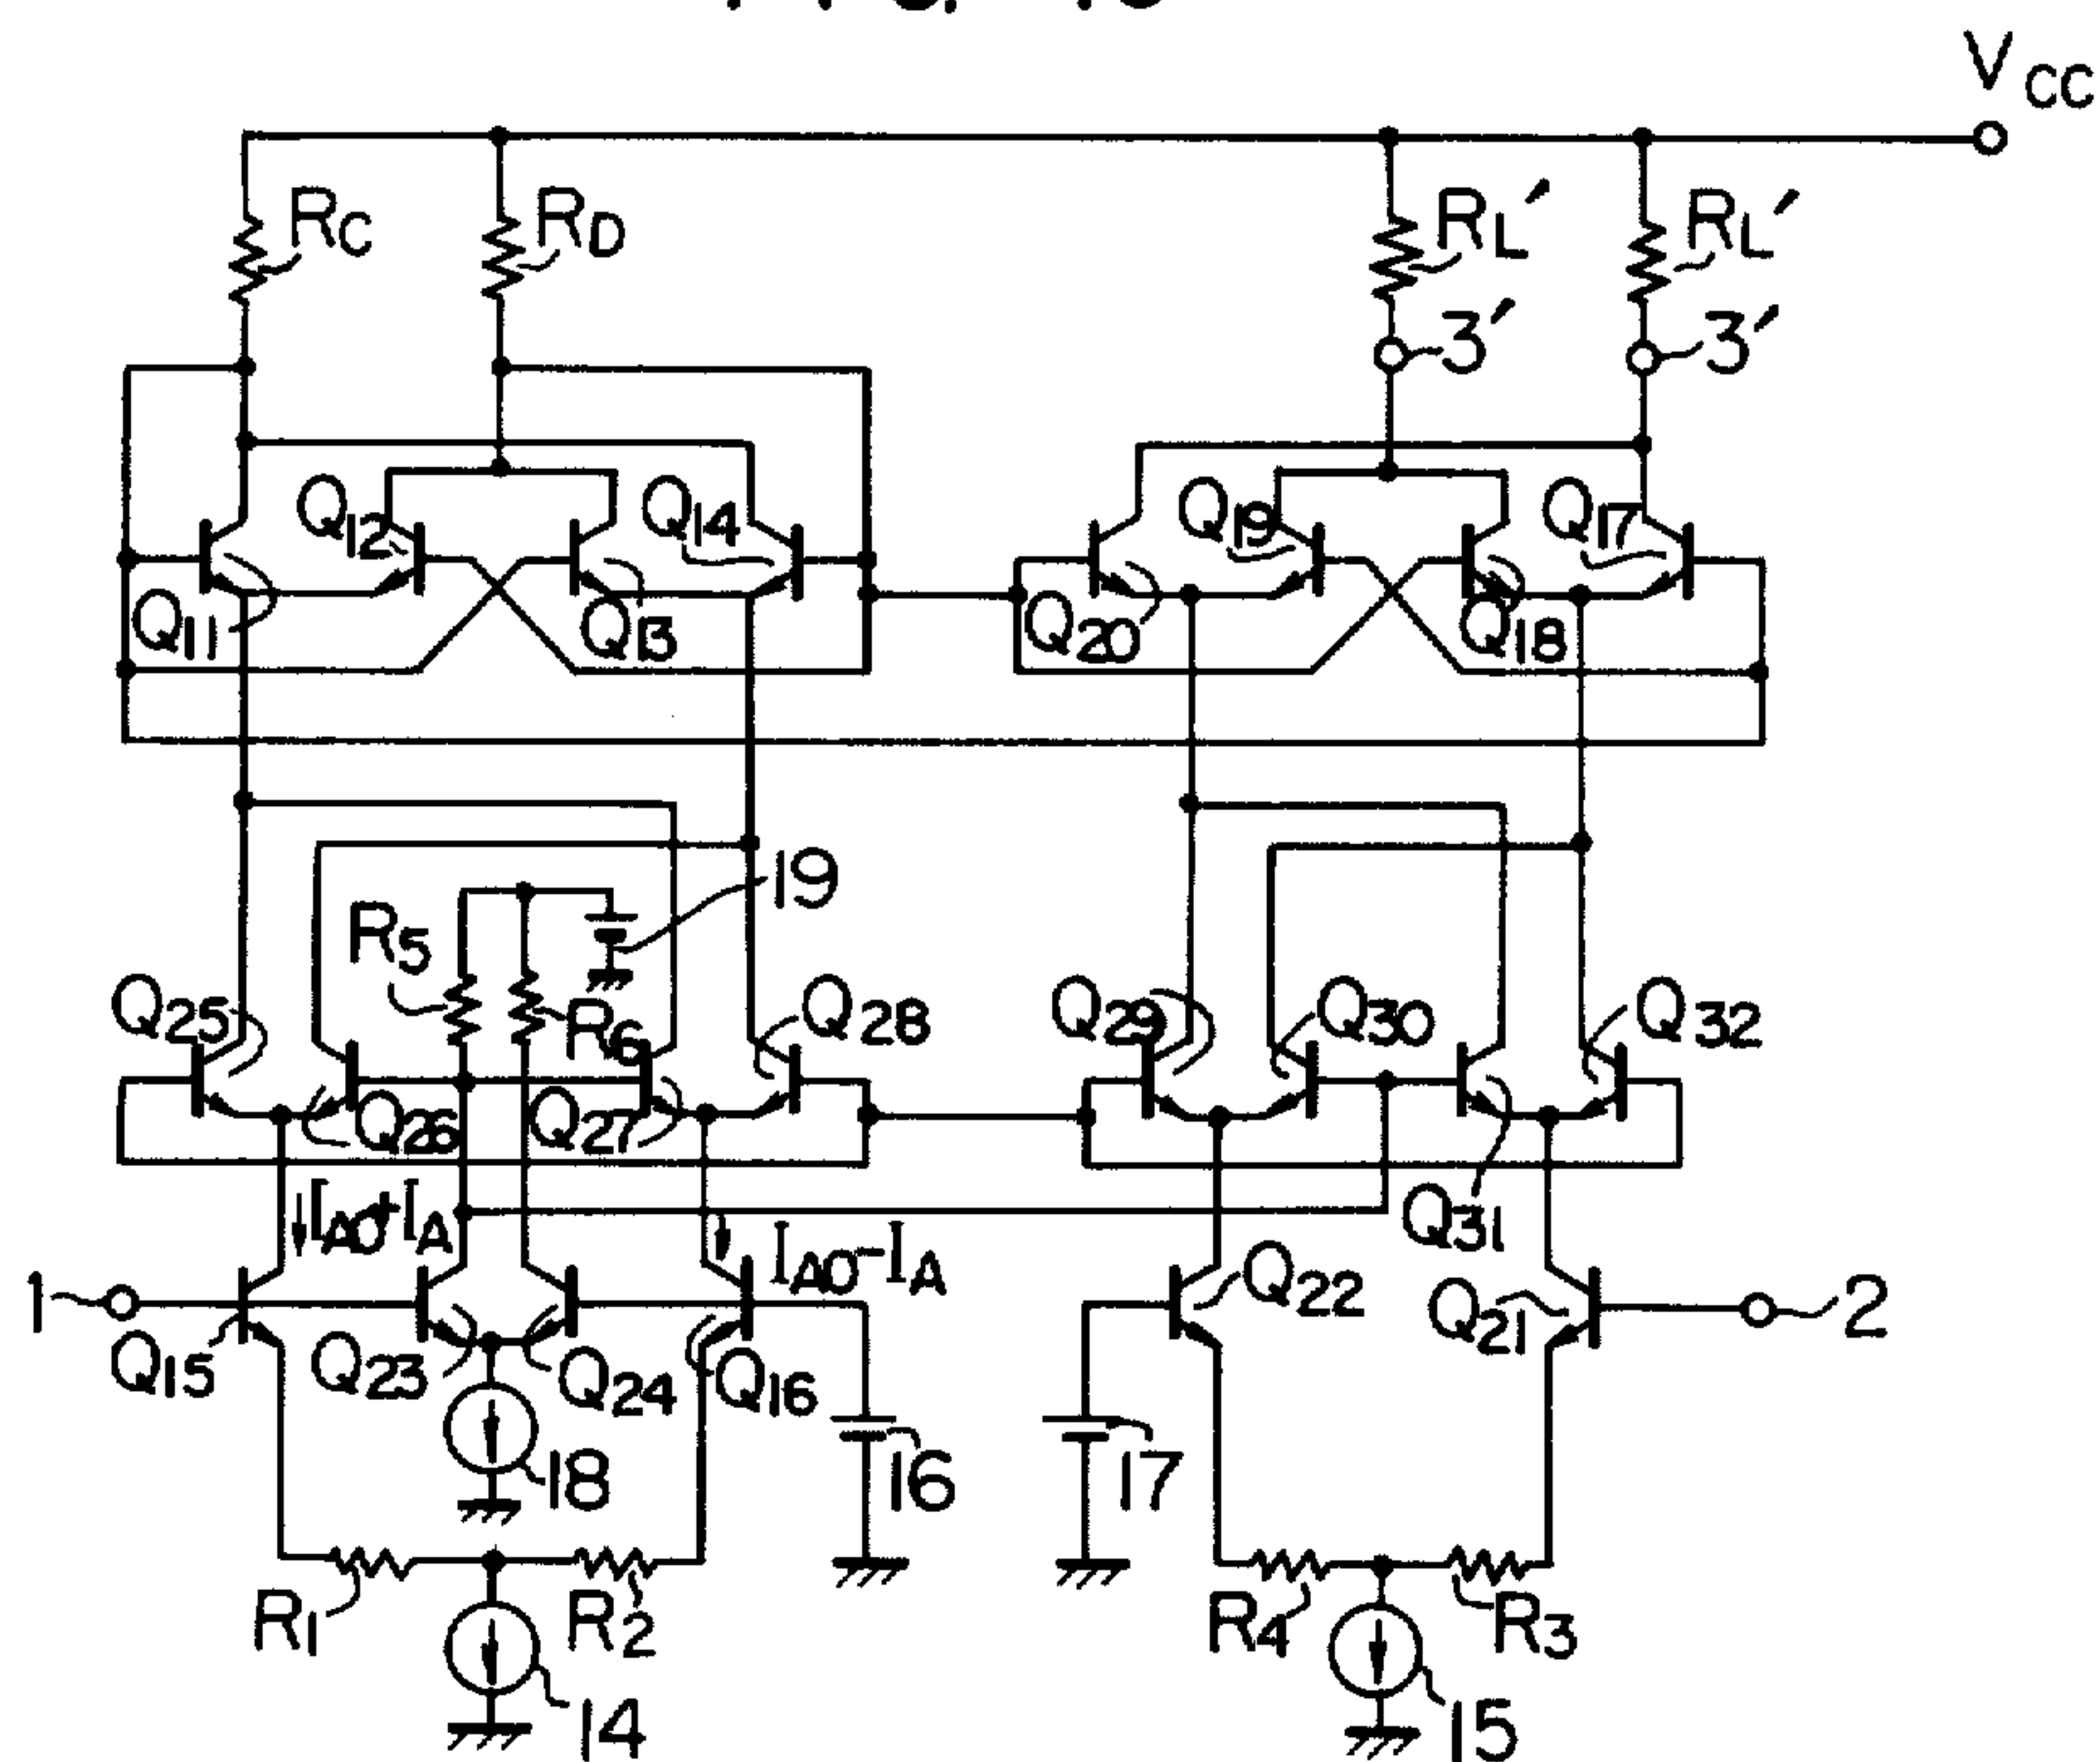 VCC
RC RD RL′ RL′
3′ 3′
Q12 Q14 Q19 Q17
Q11 Q13 Q20 Q18
19
R5
Q25 R6 Q28 Q29 Q30 Q32
Q26 Q27
IAO+IA IAO-IA Q31
1 Q22 2
Q15 Q23 Q24 Q16 Q21
18 16 17
R1 R2 R4 R3
14 15